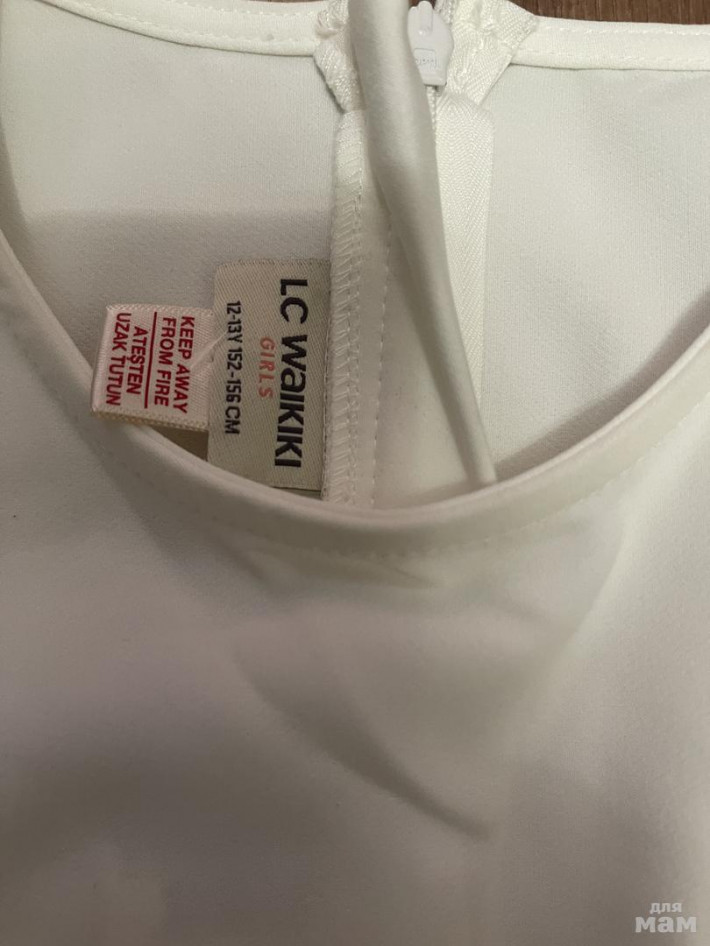 LC WAIKIKI
GIRLS
12-13Y 152-156 CM
KEEP AWAY
FROM FIRE
ATEŞTEN
UZAK TUTUN
для
мам